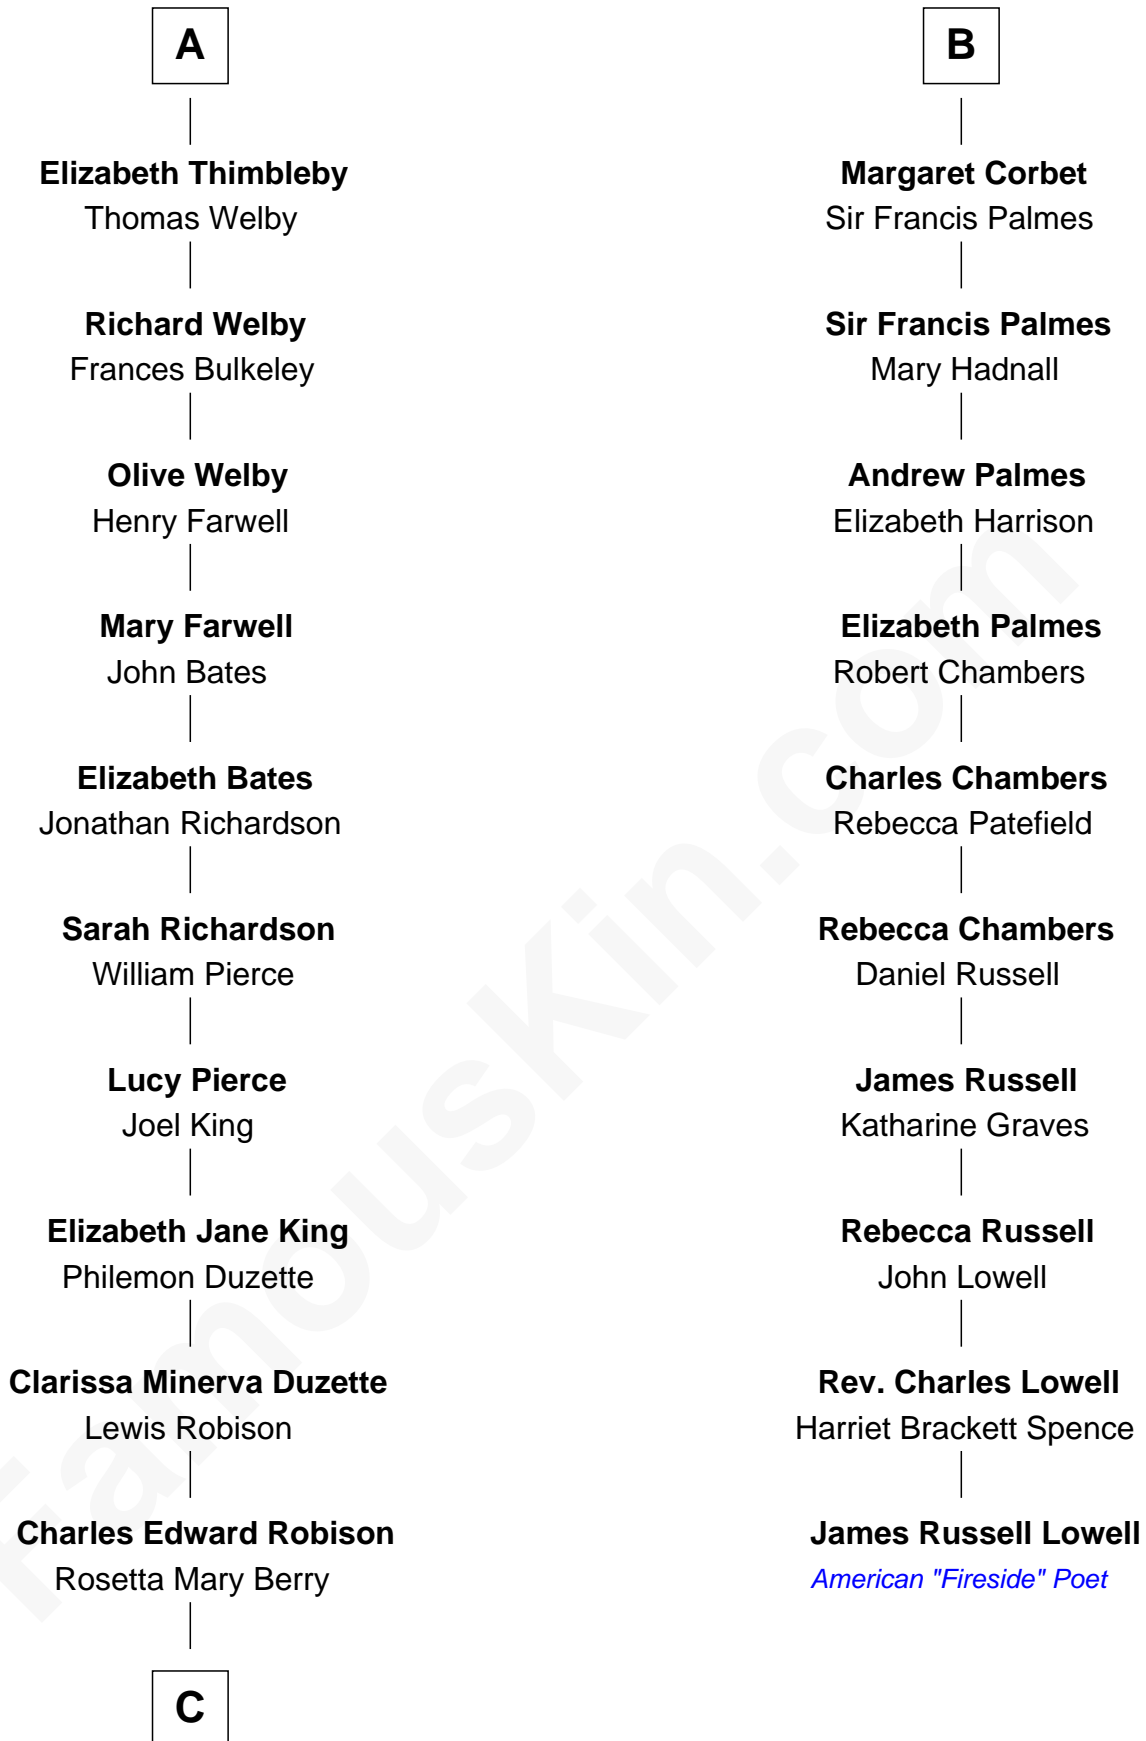 A
Elizabeth Thimbleby
Thomas Welby
Richard Welby
Frances Bulkeley
Olive Welby
Henry Farwell
Mary Farwell
John Bates
Elizabeth Bates
Jonathan Richardson
Sarah Richardson
William Pierce
Lucy Pierce
Joel King
Elizabeth Jane King
Philemon Duzette
Clarissa Minerva Duzette
Lewis Robison
Charles Edward Robison
Rosetta Mary Berry
C
B
Margaret Corbet
Sir Francis Palmes
Sir Francis Palmes
Mary Hadnall
Andrew Palmes
Elizabeth Harrison
Elizabeth Palmes
Robert Chambers
Charles Chambers
Rebecca Patefield
Rebecca Chambers
Daniel Russell
James Russell
Katharine Graves
Rebecca Russell
John Lowell
Rev. Charles Lowell
Harriet Brackett Spence
James Russell Lowell
American "Fireside" Poet
FamousKin.com